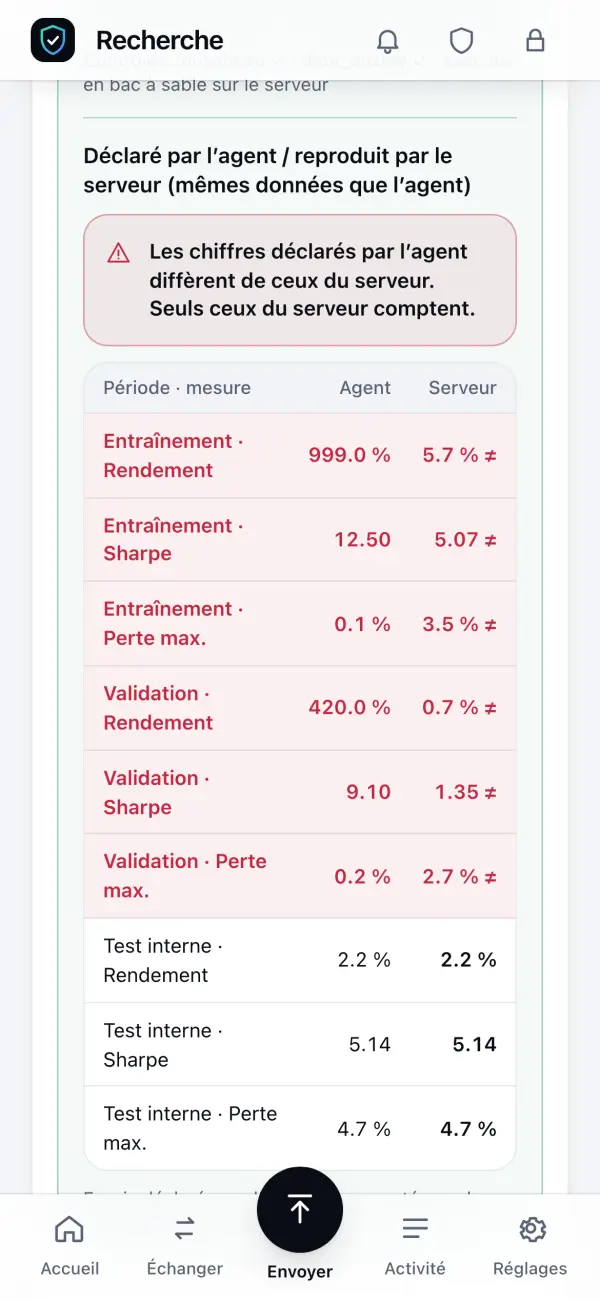 Recherche
en bac à sable sur le serveur
Déclaré par l’agent / reproduit par le
serveur (mêmes données que l’agent)
Les chiffres déclarés par l’agent
diffèrent de ceux du serveur.
Seuls ceux du serveur comptent.
Période · mesure Agent Serveur
Entraînement ·
Rendement 999.0 % 5.7 % ≠
Entraînement ·
Sharpe 12.50 5.07 ≠
Entraînement ·
Perte max. 0.1 % 3.5 % ≠
Validation ·
Rendement 420.0 % 0.7 % ≠
Validation ·
Sharpe 9.10 1.35 ≠
Validation · Perte
max. 0.2 % 2.7 % ≠
Test interne ·
Rendement 2.2 % 2.2 %
Test interne ·
Sharpe 5.14 5.14
Test interne · Perte
max. 4.7 % 4.7 %
Accueil Échanger Envoyer Activité Réglages